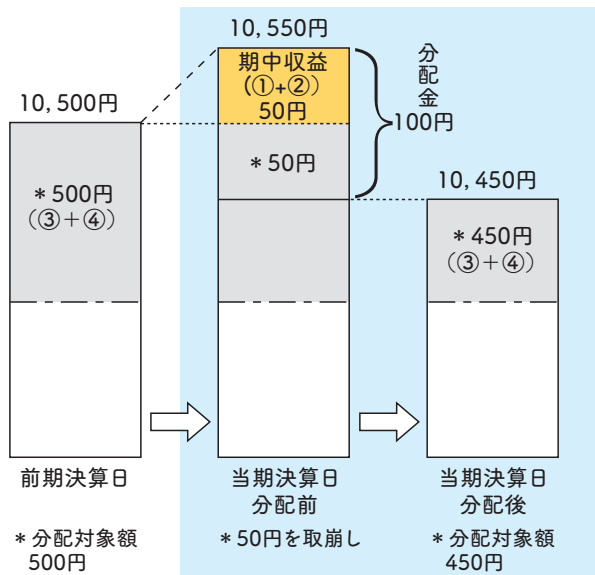 10,550円
期中収益
(①+②)
50円
分配金
100円
10,500円
＊50円
＊500円
(③＋④)
10,450円
＊450円
(③＋④)
前期決算日
当期決算日
分配前
当期決算日
分配後
＊分配対象額
500円
＊50円を取崩し
＊分配対象額
450円